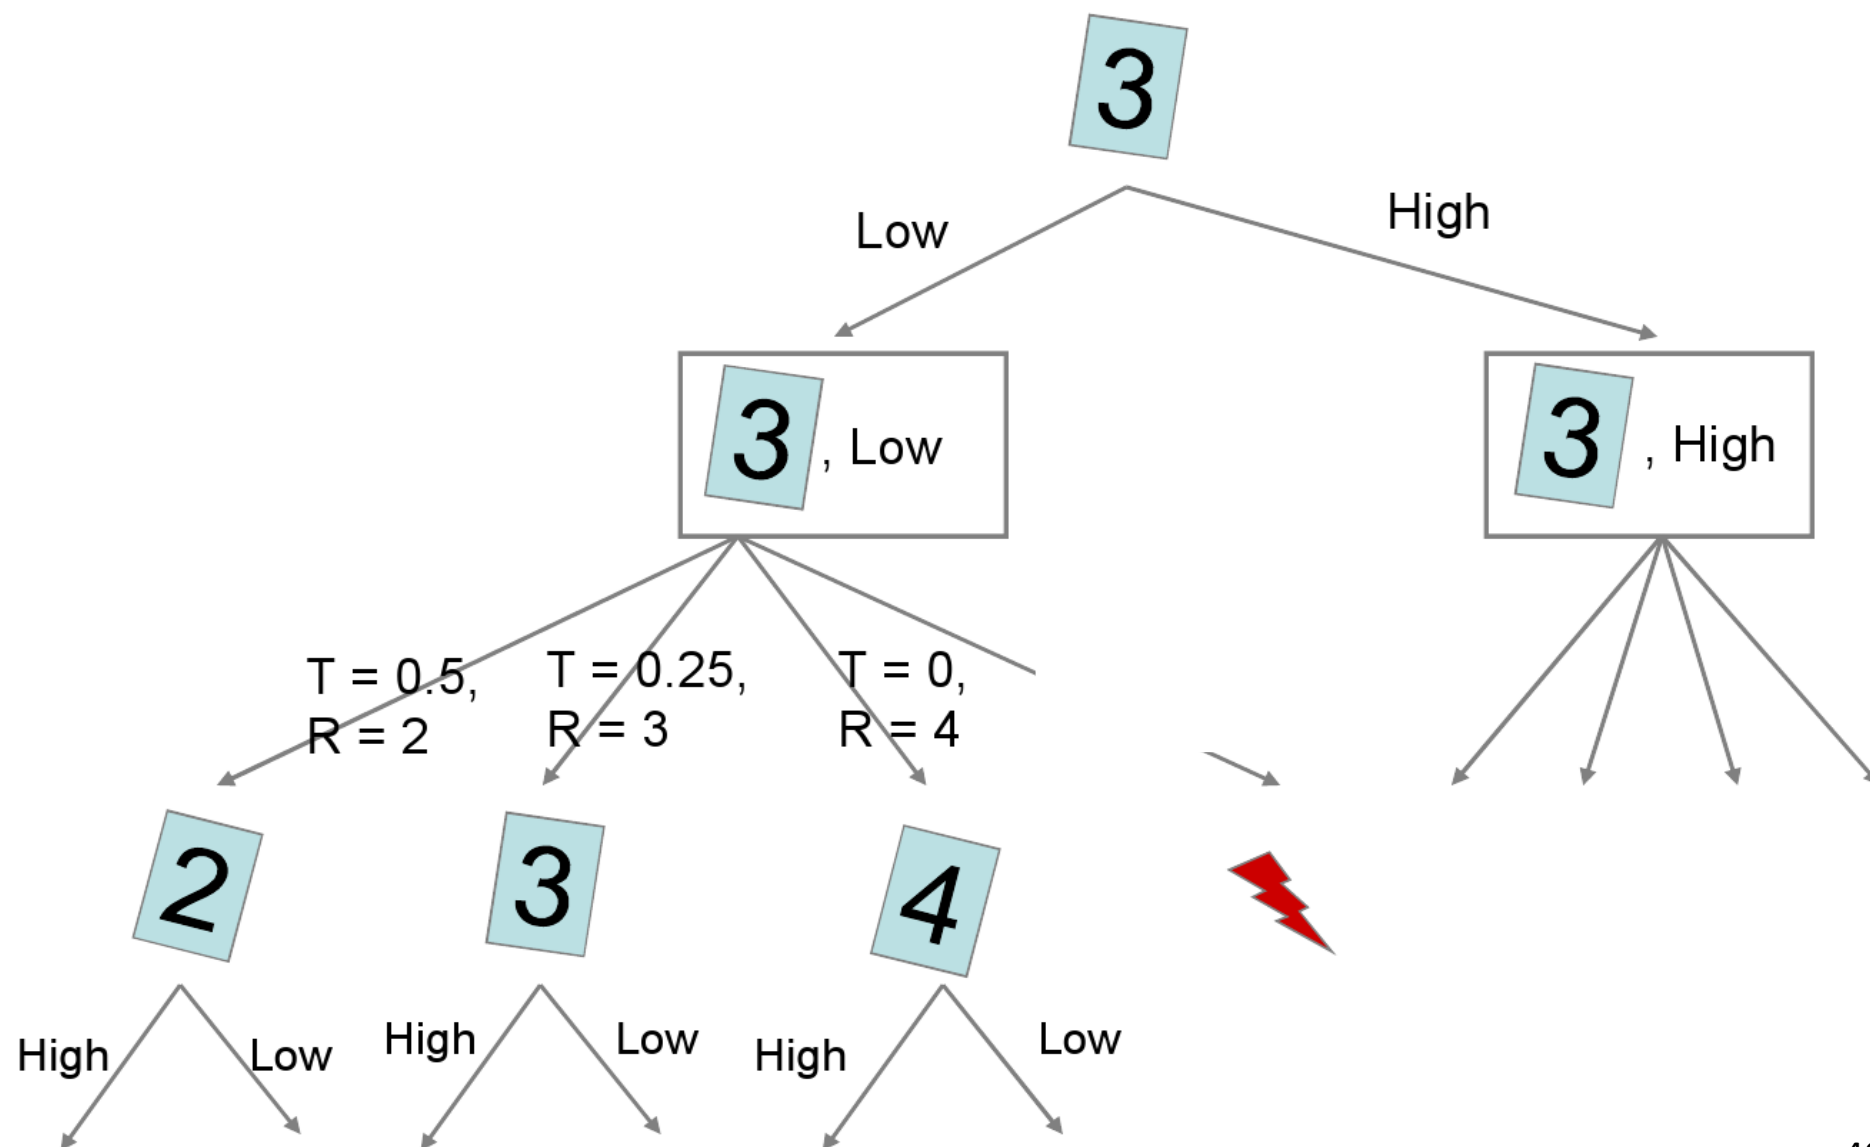 3
Low
High
3 , Low
3 , High
T = 0.5,
R = 2
T = 0.25,
R = 3
T = 0,
R = 4
2
3
4
High
Low
High
Low
High
Low